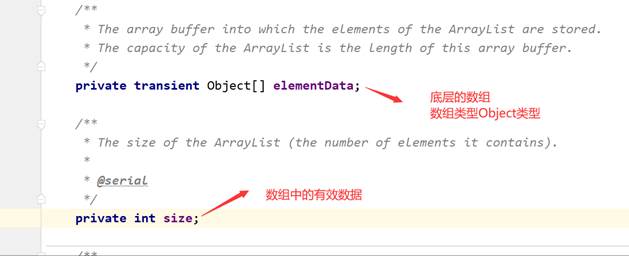 /**
* The array buffer into which the elements of the ArrayList are stored.
* The capacity of the ArrayList is the length of this array buffer.
*/
private transient Object[] elementData;
底层的数组
数组类型Object类型
/**
* The size of the ArrayList (the number of elements it contains).
*
* @serial
*/
数组中的有效数据
private int size;
/**